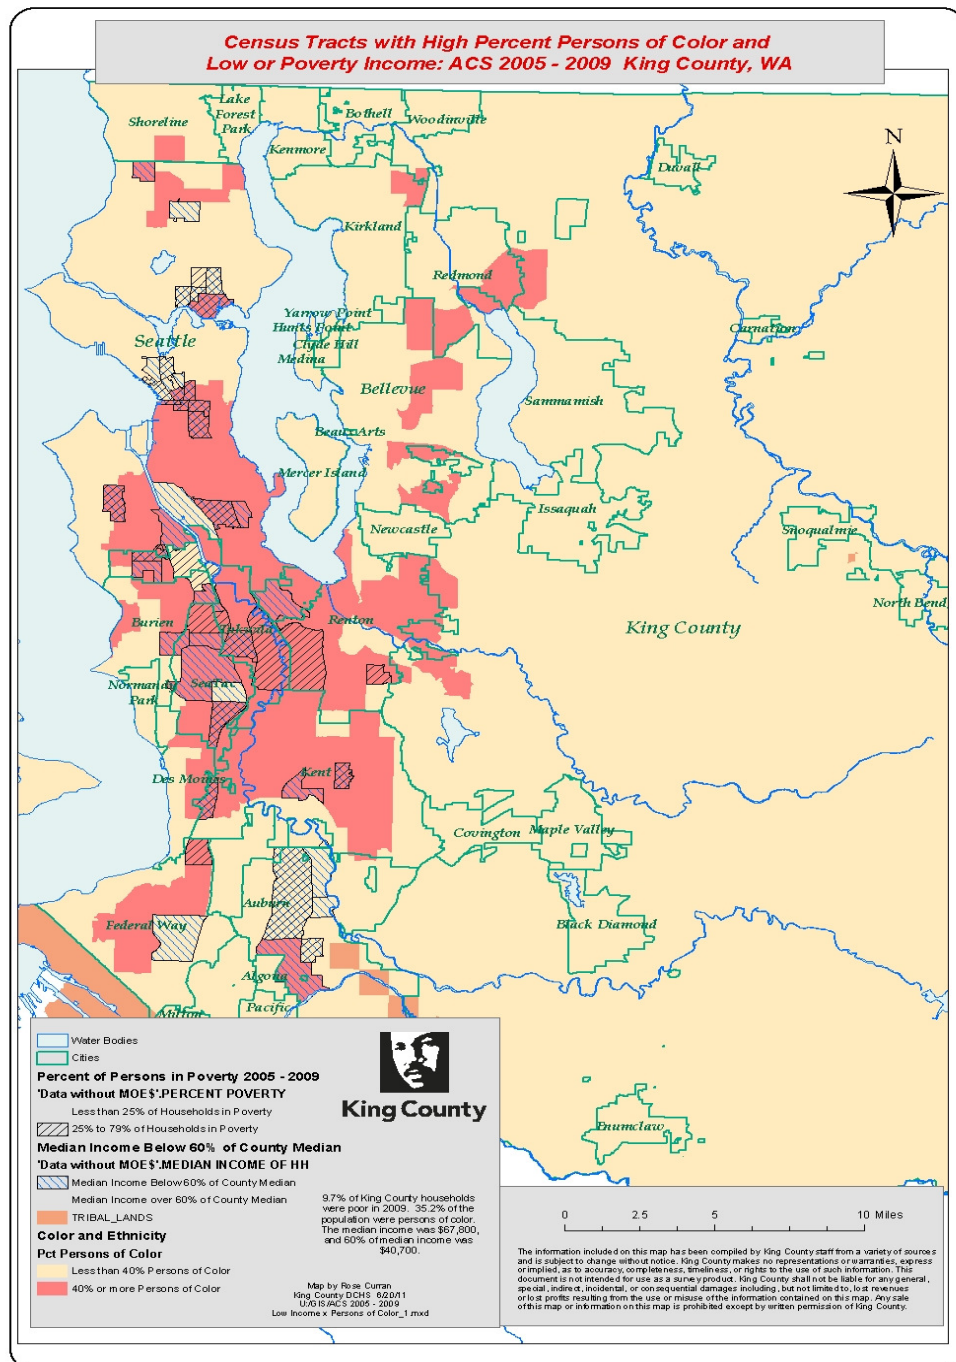 Census Tracts with High Percent Persons of Color and
Low or Poverty Income: ACS 2005 - 2009  King County, WA
Lake
Forest
Park
Shoreline
Bothell
Woodinville
Kenmore
N
Duvall
Kirkland
Redmond
Yarrow Point
Hunts Point
Clyde Hill
Medina
Carnation
Seattle
Bellevue
Sammamish
Beaux Arts
Mercer Island
Issaquah
Newcastle
Snoqualmie
North Bend
Burien
Tukwila
Renton
King County
Normandy
Park
SeaTac
Des Moines
Kent
Covington
Maple Valley
Auburn
Federal Way
Black Diamond
Algona
Pacific
Milton
Enumclaw
Water Bodies
Cities
Percent of Persons in Poverty 2005 - 2009
'Data without MOE$'.PERCENT POVERTY
Less than 25% of Households in Poverty
25% to 79% of Households in Poverty
Median Income Below 60% of County Median
'Data without MOE$'.MEDIAN INCOME OF HH
Median Income Below60% of County Median
Median Income over 60% of County Median
TRIBAL_LANDS
Color and Ethnicity
Pct Persons of Color
Less than 40% Persons of Color
40% or more Persons of Color
King County
9.7% of King County households
were poor in 2009.  35.2% of the
population were persons of color.
The median income was $67,800,
and 60% of median income was
$40,700.
Map by Rose Curran
King County DCHS  6/20/11
U:/GIS/ACS 2005 - 2009
Low Income x Persons of Color_1.mxd
0 2.5 5 10 Miles
The information included on this map has been compiled by King County staff from a variety of sources
and is subject to change without notice. King County makes no representations or warranties, express
or implied, as to accuracy, completeness, timeliness, or rights to the use of such information. This
document is not intended for use as a survey product. King County shall not be liable for any general,
special, indirect, incidental, or consequential damages including, but not limited to, lost revenues
or lost profits resulting from the use or misuse of the information contained on this map. Any sale
of this map or information on this map is prohibited except by written permission of King County.